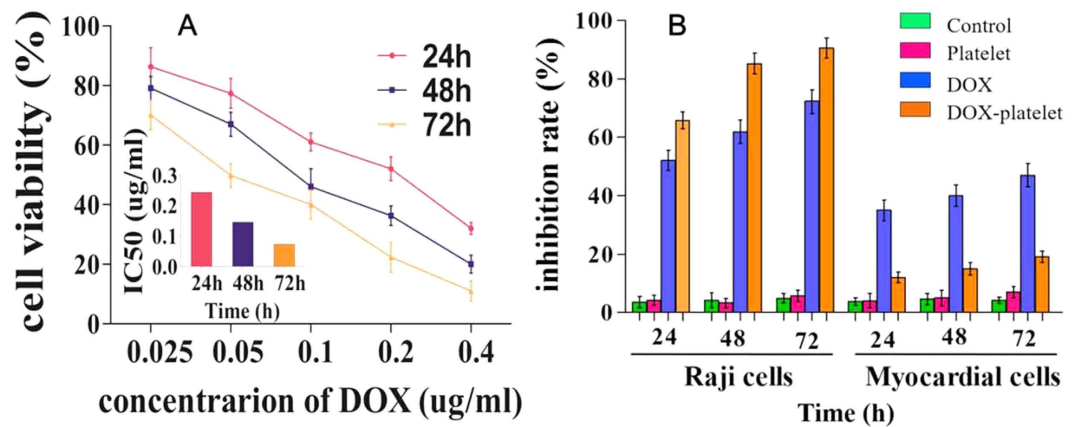 A
cell viability (%)
100
80
60
40
20
0
24h
48h
72h
IC50 (ug/ml)
0.3
0.2
0.1
0.0
24h 48h 72h
Time (h)
0.025 0.05 0.1 0.2 0.4
concentrarion of DOX (ug/ml)
B
inhibition rate (%)
100
80
60
40
20
0
Control
Platelet
DOX
DOX-platelet
24 48 72 24 48 72
Raji cells Myocardial cells
Time (h)